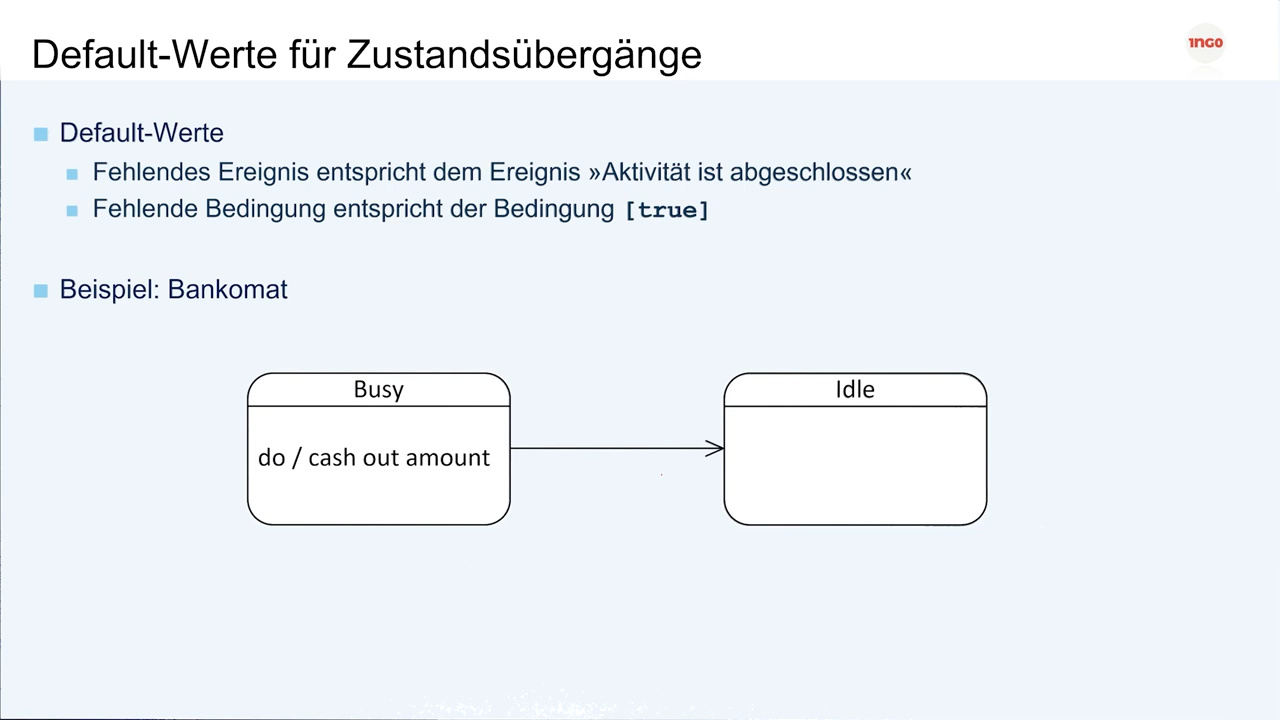 Default-Werte für Zustandsübergänge
1NGO
Default-Werte
Fehlendes Ereignis entspricht dem Ereignis »Aktivität ist abgeschlossen«
Fehlende Bedingung entspricht der Bedingung [true]
Beispiel: Bankomat
Busy
do / cash out amount
Idle